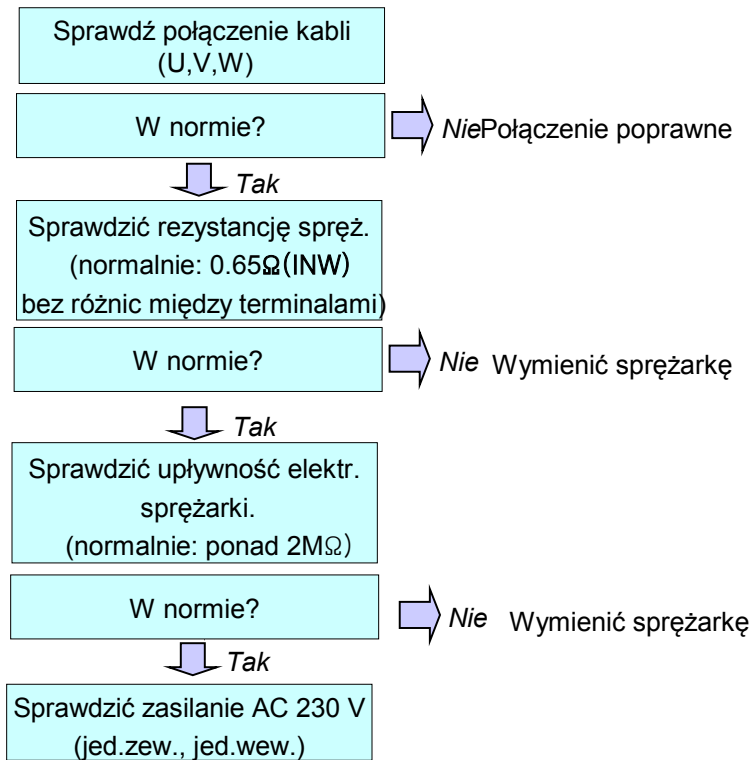 Sprawdź połączenie kabli
(U,V,W)
W normie?
Nie Połączenie poprawne
Tak
Sprawdzić rezystancję spręż.
(normalnie: 0.65Ω(INW)
bez różnic między terminalami)
W normie?
Nie Wymienić sprężarkę
Tak
Sprawdzić upływność elektr.
sprężarki.
(normalnie: ponad 2MΩ)
W normie?
Nie Wymienić sprężarkę
Tak
Sprawdzić zasilanie AC 230 V
(jed.zew., jed.wew.)